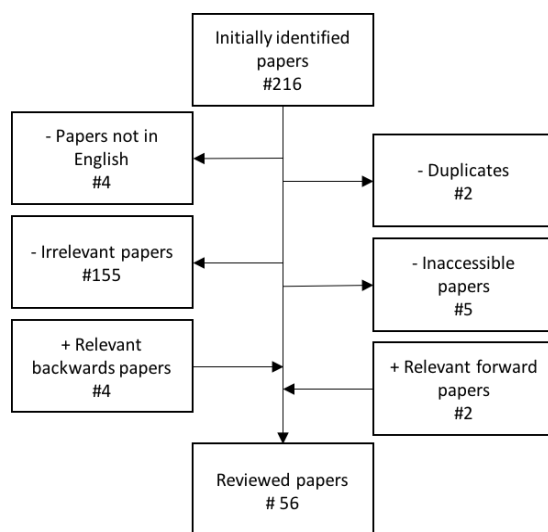 Initially identified
papers
#216
- Papers not in
English
#4
- Duplicates
#2
- Irrelevant papers
#155
- Inaccessible
papers
#5
+ Relevant
backwards papers
#4
+ Relevant forward
papers
#2
Reviewed papers
# 56